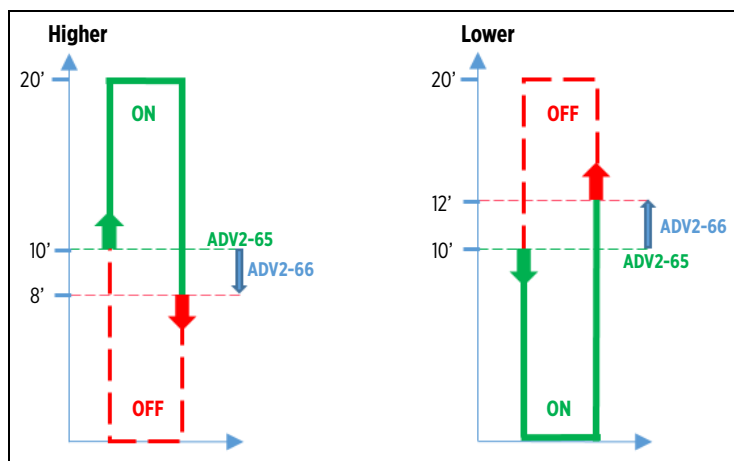 Higher
20’
ON
10’
ADV2-65
ADV2-66
8’
OFF
Lower
20’
OFF
12’
ADV2-66
10’
ADV2-65
ON